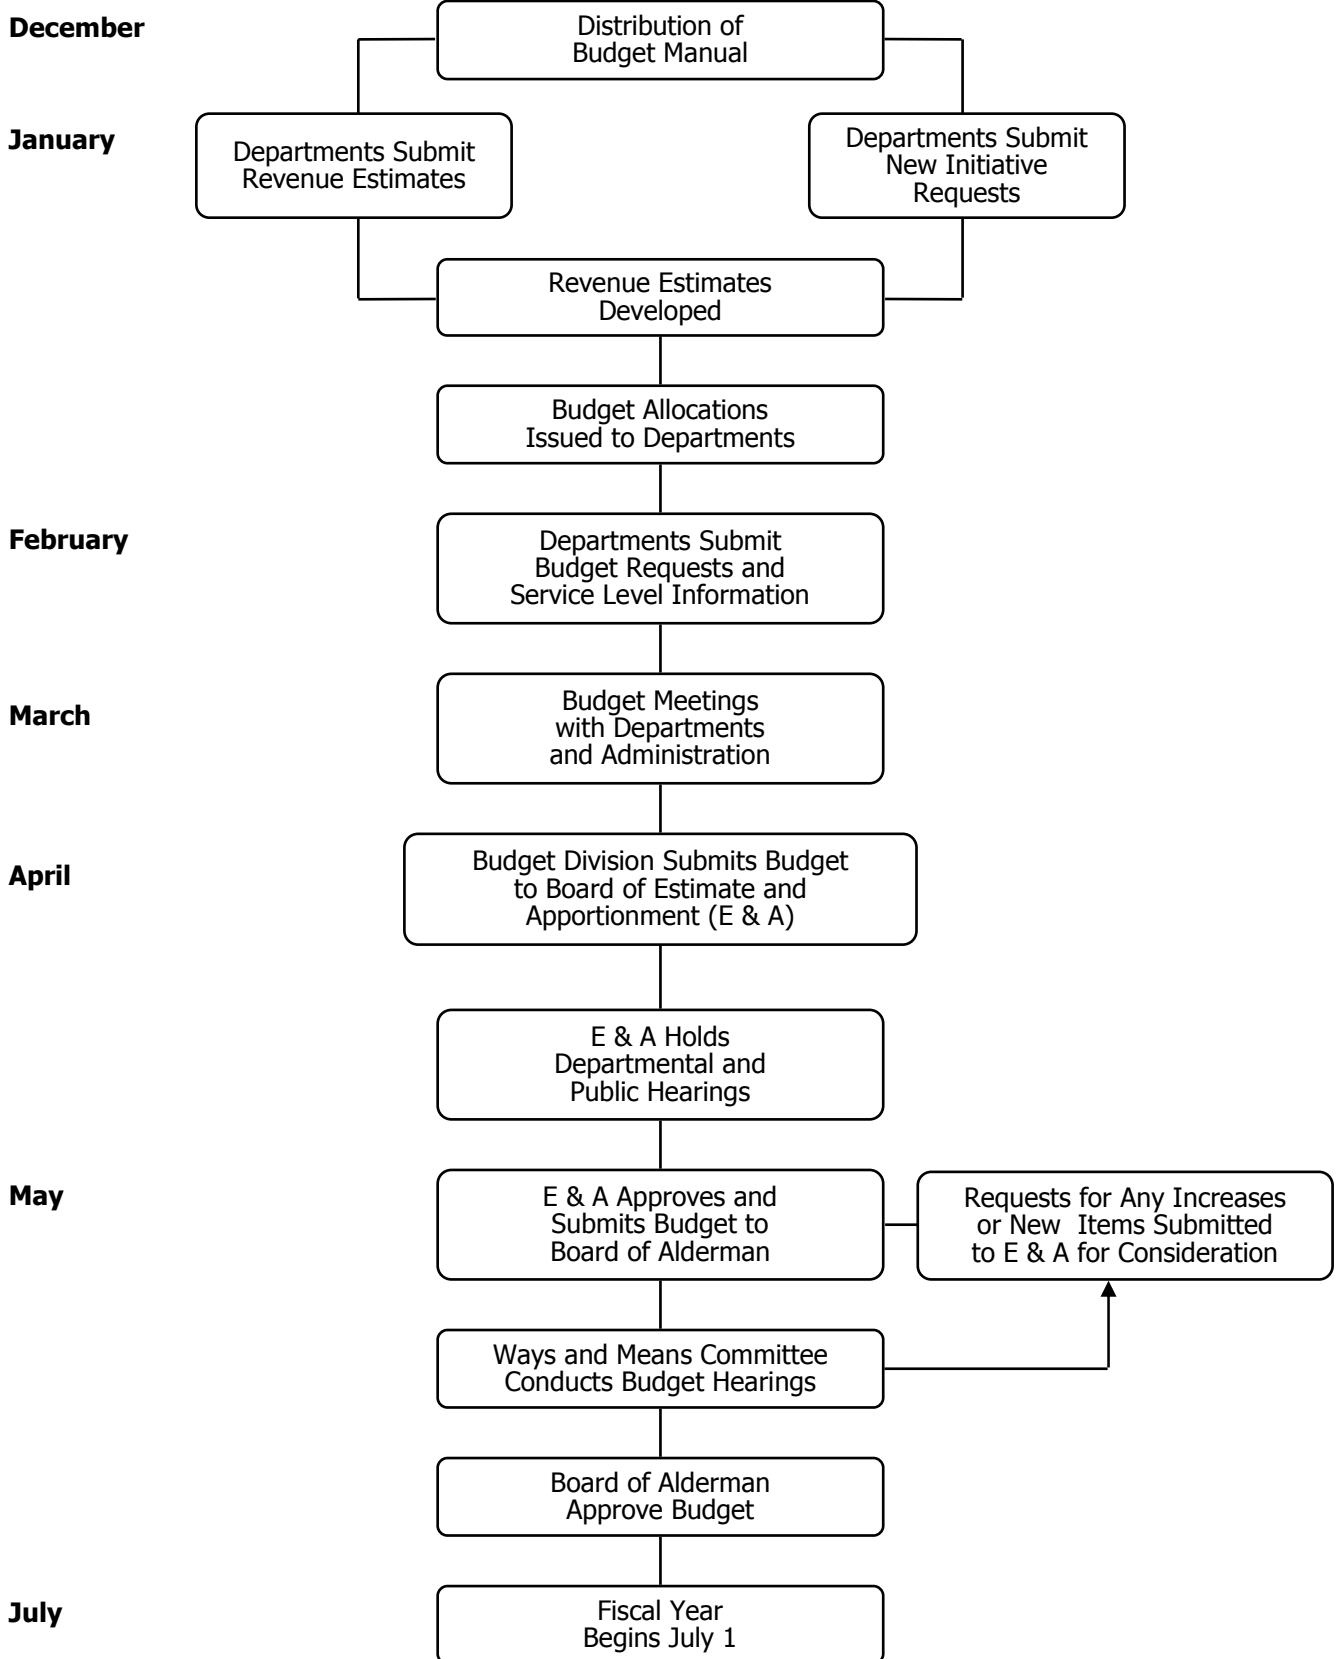 December
Distribution of
Budget Manual
January
Departments Submit
Revenue Estimates
Departments Submit
New Initiative
Requests
Revenue Estimates
Developed
Budget Allocations
Issued to Departments
February
Departments Submit
Budget Requests and
Service Level Information
March
Budget Meetings
with Departments
and Administration
April
Budget Division Submits Budget
to Board of Estimate and
Apportionment (E & A)
E & A Holds
Departmental and
Public Hearings
May
E & A Approves and
Submits Budget to
Board of Alderman
Requests for Any Increases
or New  Items Submitted
to E & A for Consideration
Ways and Means Committee
Conducts Budget Hearings
Board of Alderman
Approve Budget
July
Fiscal Year
Begins July 1